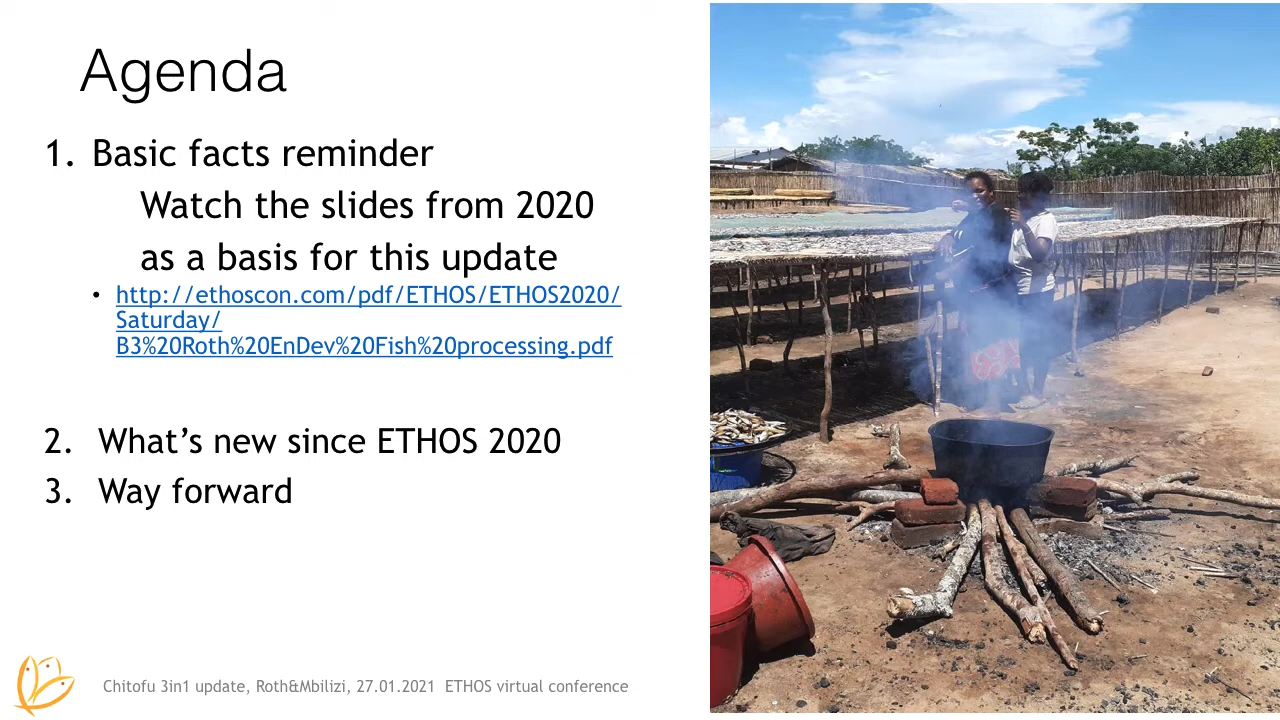 Agenda
1. Basic facts reminder
Watch the slides from 2020
as a basis for this update
• http://ethoscon.com/pdf/ETHOS/ETHOS2020/
Saturday/
B3%20Roth%20EnDev%20Fish%20processing.pdf
2. What’s new since ETHOS 2020
3. Way forward
Chitofu 3in1 update, Roth&Mbilizi, 27.01.2021 ETHOS virtual conference